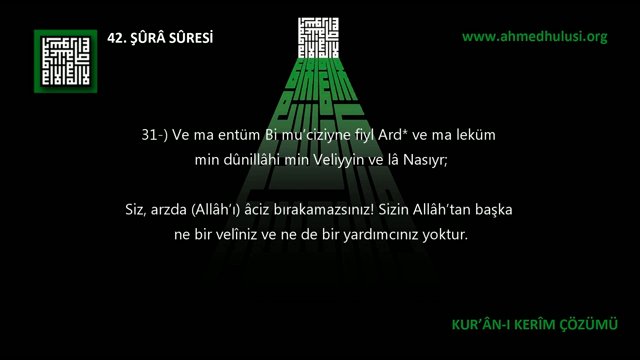 42. ŞÛRÂ SÛRESİ
www.ahmedhulusi.org
31-) Ve ma entüm Bi mu’ciziyne fiyl Ard* ve ma leküm
min dûnillâhi min Veliyyin ve lâ Nasıyr;
Siz, arzda (Allâh’ı) âciz bırakamazsınız! Sizin Allâh’tan başka
ne bir velîniz ve ne de bir yardımcınız yoktur.
KUR’ÂN-I KERÎM ÇÖZÜMÜ